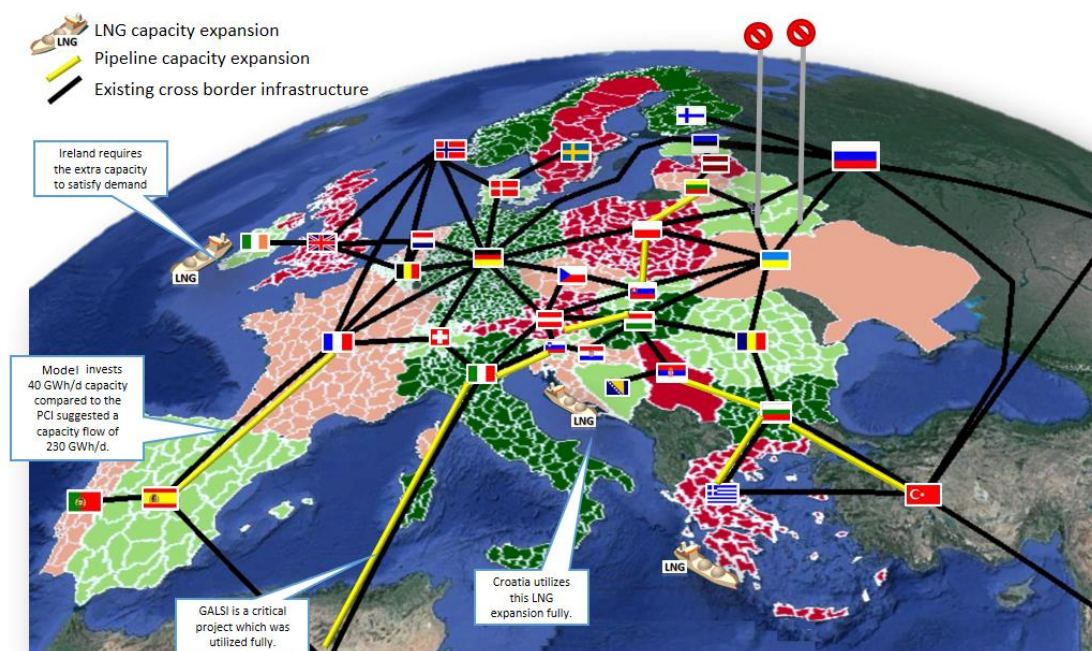 LNG
LNG capacity expansion
Pipeline capacity expansion
Existing cross border infrastructure
Ireland requires
the extra capacity
to satisfy demand
LNG
Model invests
40 GWh/d capacity
compared to the
PCI suggested a
capacity flow of
230 GWh/d.
LNG
LNG
GALSI is a critical
project which was
utilized fully.
Croatia utilizes
this LNG
expansion fully.